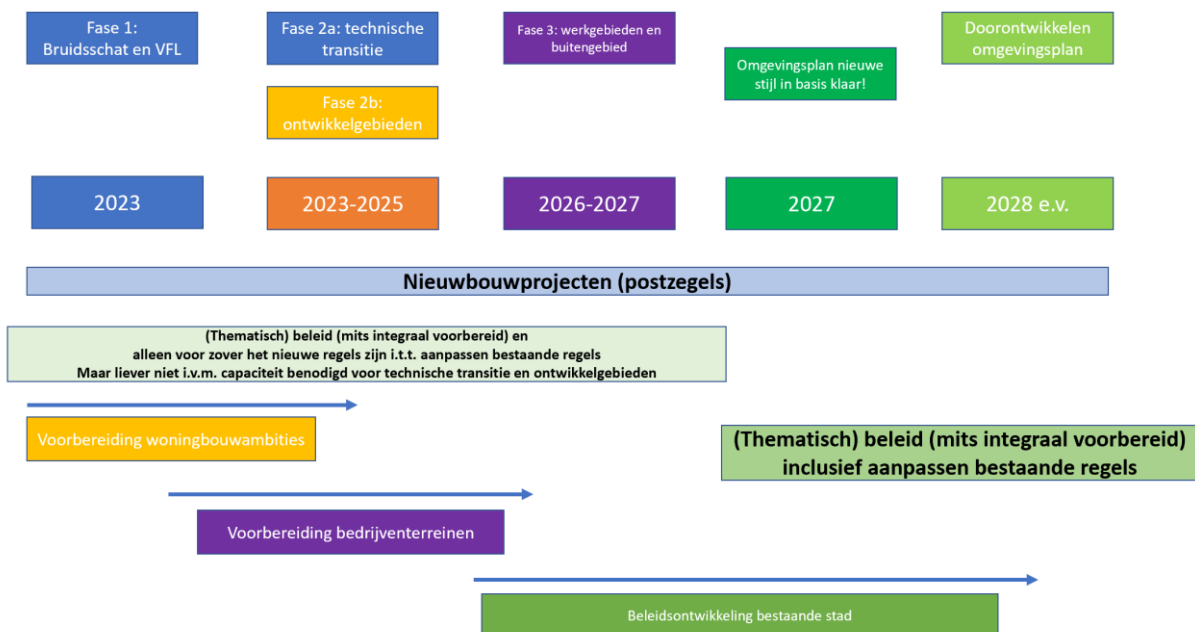 Fase 1:
Bruidsschat en VFL
Fase 2a: technische
transitie
Fase 3: werkgebieden en
buitengebied
Doorontwikkelen
omgevingsplan
Omgevingsplan nieuwe
stijl in basis klaar!
Fase 2b:
ontwikkelgebieden
2023
2023-2025
2026-2027
2027
2028 e.v.
Nieuwbouwprojecten (postzegels)
(Thematisch) beleid (mits integraal voorbereid) en
alleen voor zover het nieuwe regels zijn i.t.t. aanpassen bestaande regels
Maar liever niet i.v.m. capaciteit benodigd voor technische transitie en ontwikkelgebieden
Voorbereiding woningbouwambities
(Thematisch) beleid (mits integraal voorbereid)
inclusief aanpassen bestaande regels
Voorbereiding bedrijventerreinen
Beleidsontwikkeling bestaande stad